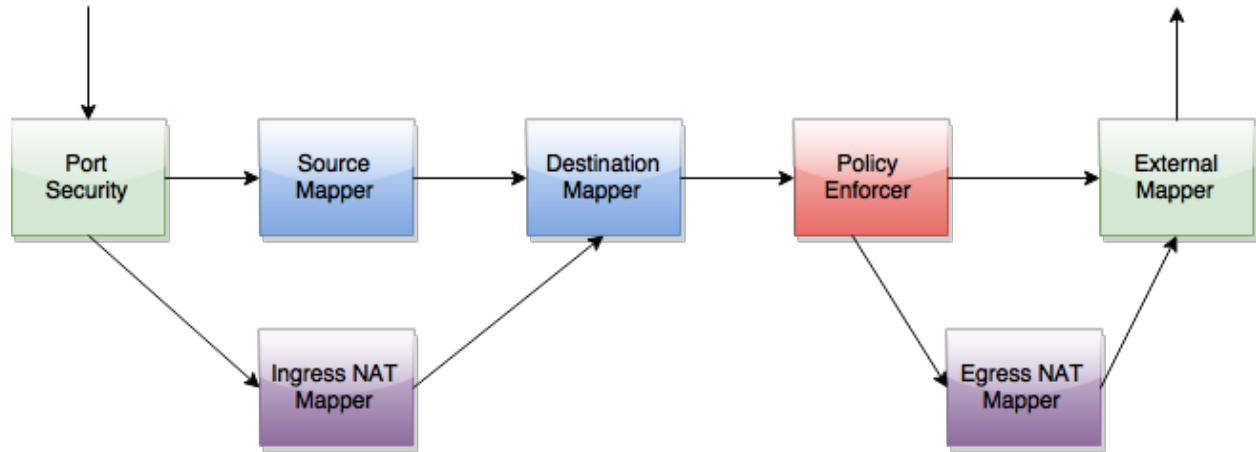 Port
Security
Source
Mapper
Destination
Mapper
Policy
Enforcer
External
Mapper
Ingress NAT
Mapper
Egress NAT
Mapper